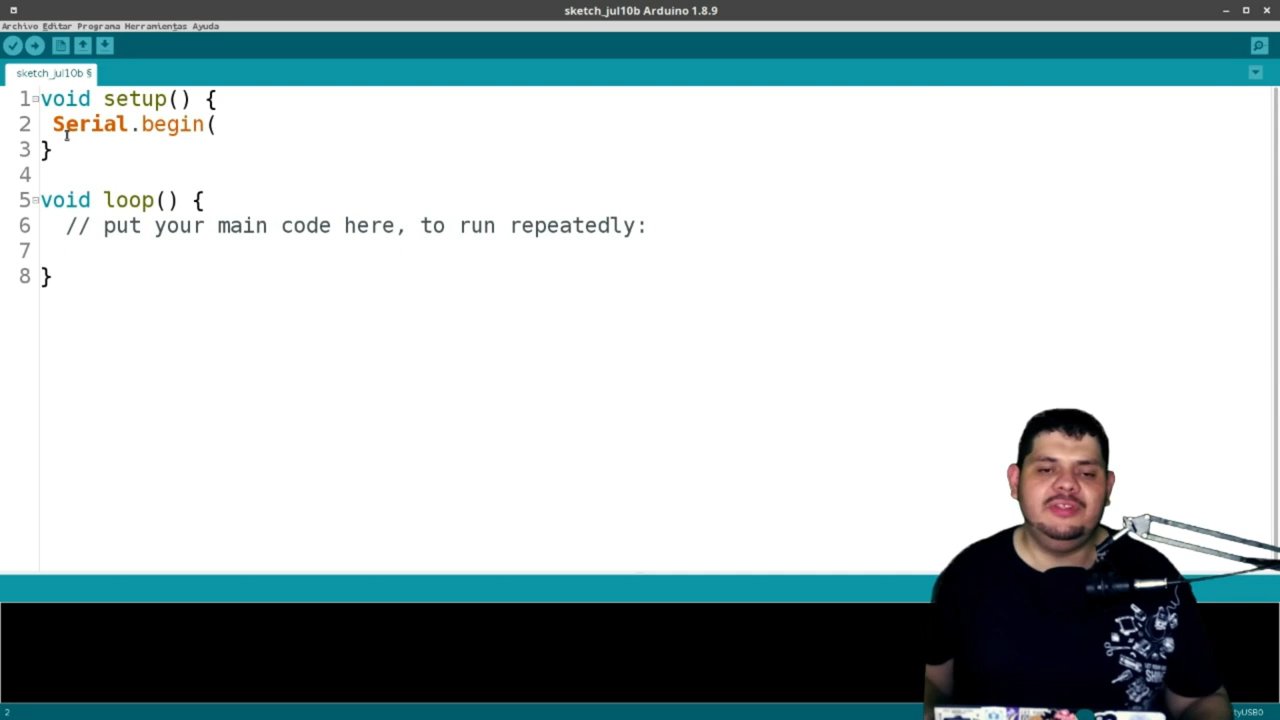 sketch_jul10b Arduino 1.8.9
Archivo Editar Programa Herramientas Ayuda
sketch_jul10b §
1 void setup() {
2 Serial.begin(
3 }
4
5 void loop() {
6 // put your main code here, to run repeatedly:
7
8 }
2